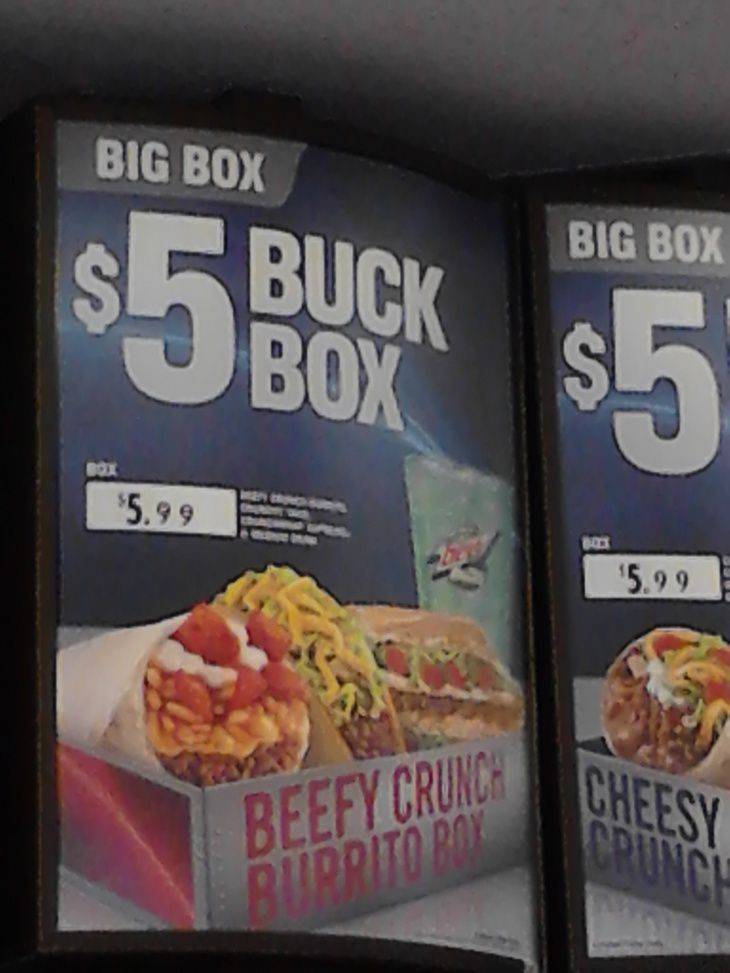 BIG BOX
$5 BUCK
BOX
BOX
$5.99
BEEFY CRUNCH
BURRITO BOX
BIG BOX
$5
BOX
$5.99
CHEESY
CRUNCH